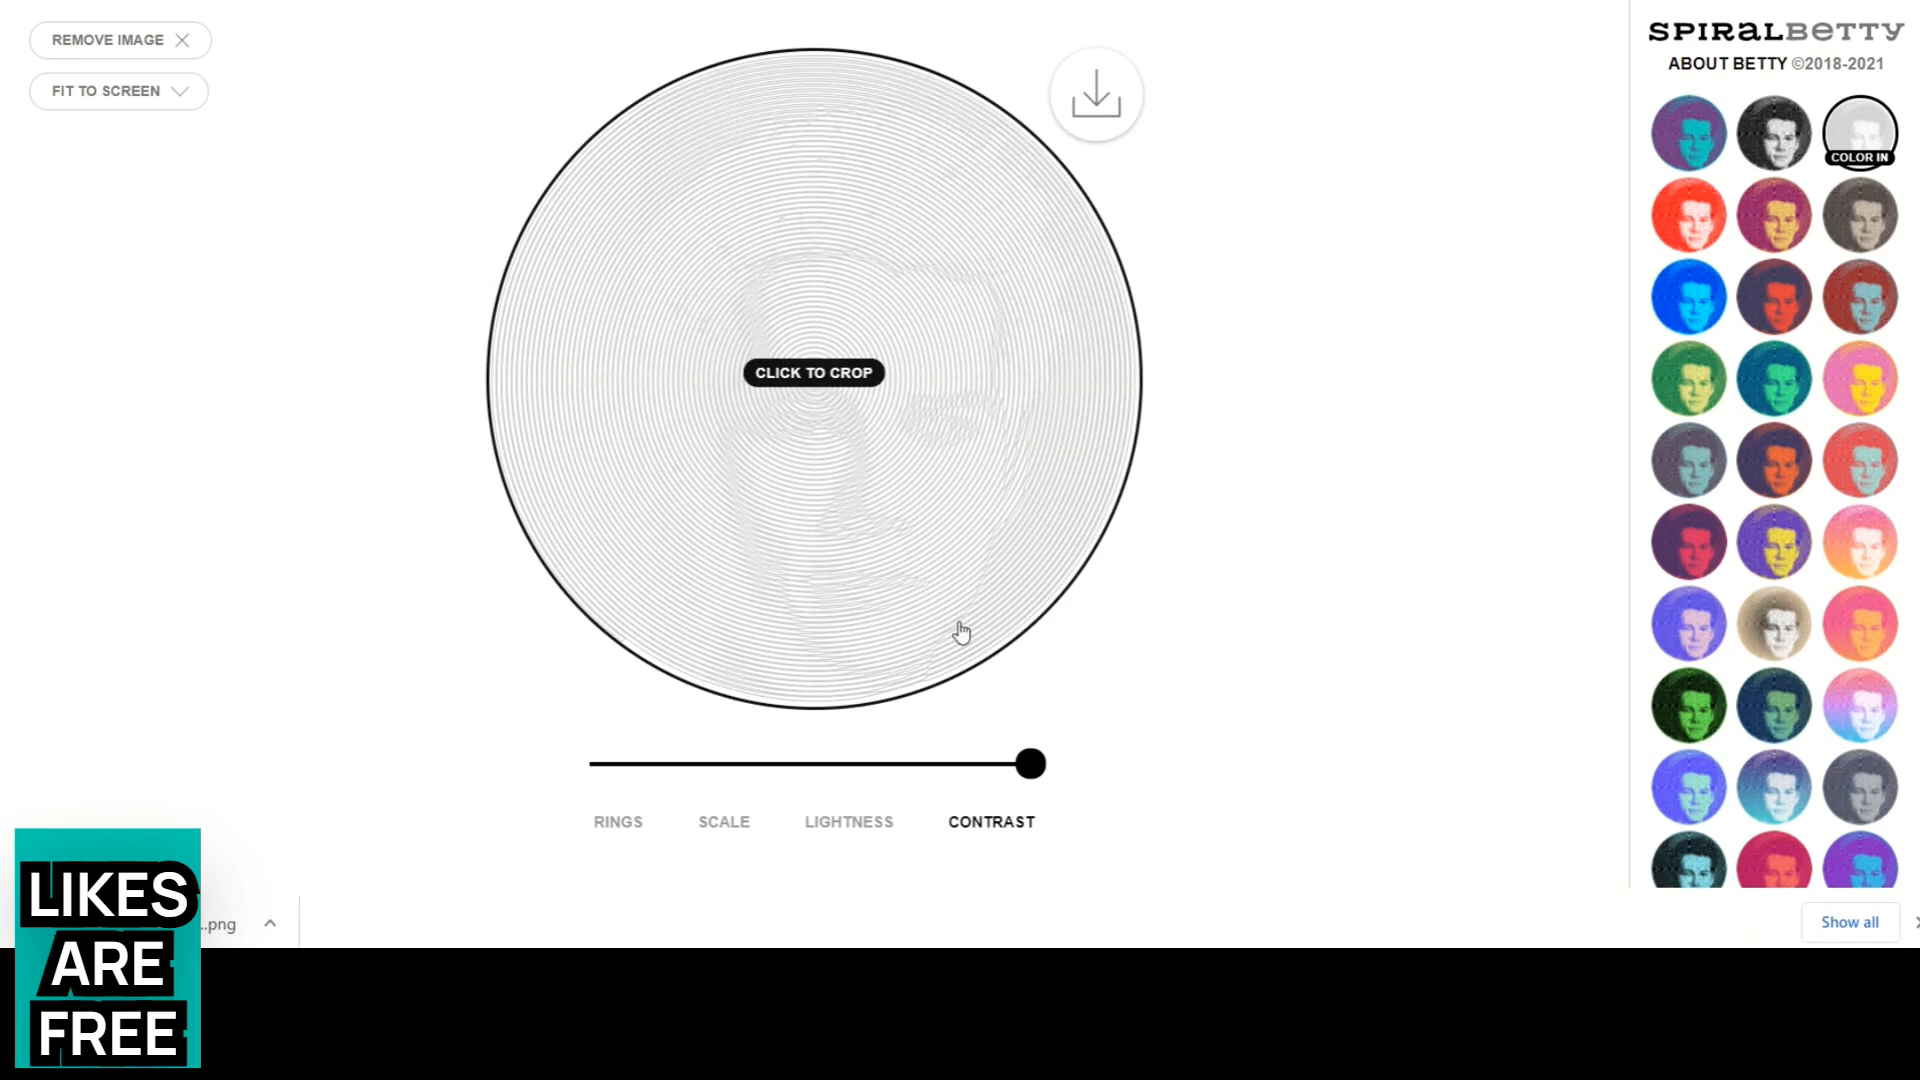 REMOVE IMAGE
FIT TO SCREEN
CLICK TO CROP
RINGS
SCALE
LIGHTNESS
CONTRAST
SPIRALBETTY
ABOUT BETTY ©2018-2021
COLOR IN
...png
Show all
LIKES
ARE
FREE